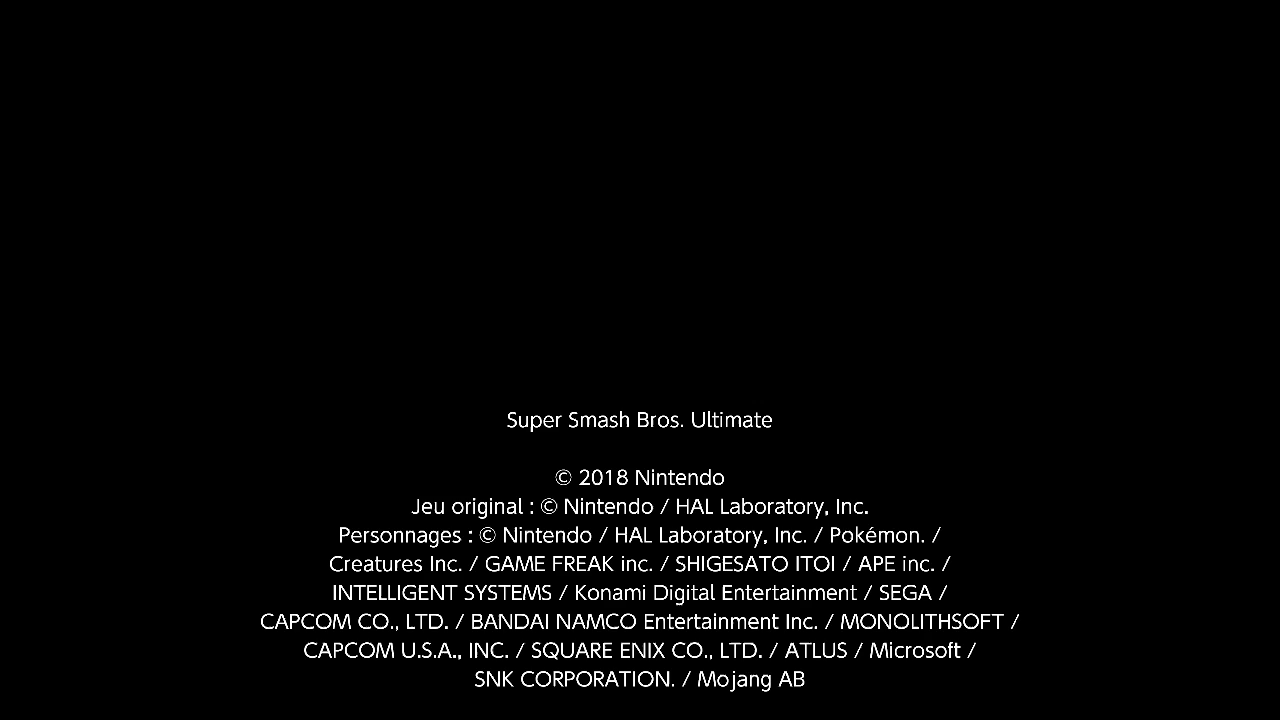 Super Smash Bros. Ultimate
© 2018 Nintendo
Jeu original : © Nintendo / HAL Laboratory, Inc.
Personnages : © Nintendo / HAL Laboratory, Inc. / Pokémon. /
Creatures Inc. / GAME FREAK inc. / SHIGESATO ITOI / APE inc. /
INTELLIGENT SYSTEMS / Konami Digital Entertainment / SEGA /
CAPCOM CO., LTD. / BANDAI NAMCO Entertainment Inc. / MONOLITHSOFT /
CAPCOM U.S.A., INC. / SQUARE ENIX CO., LTD. / ATLUS / Microsoft /
SNK CORPORATION. / Mojang AB